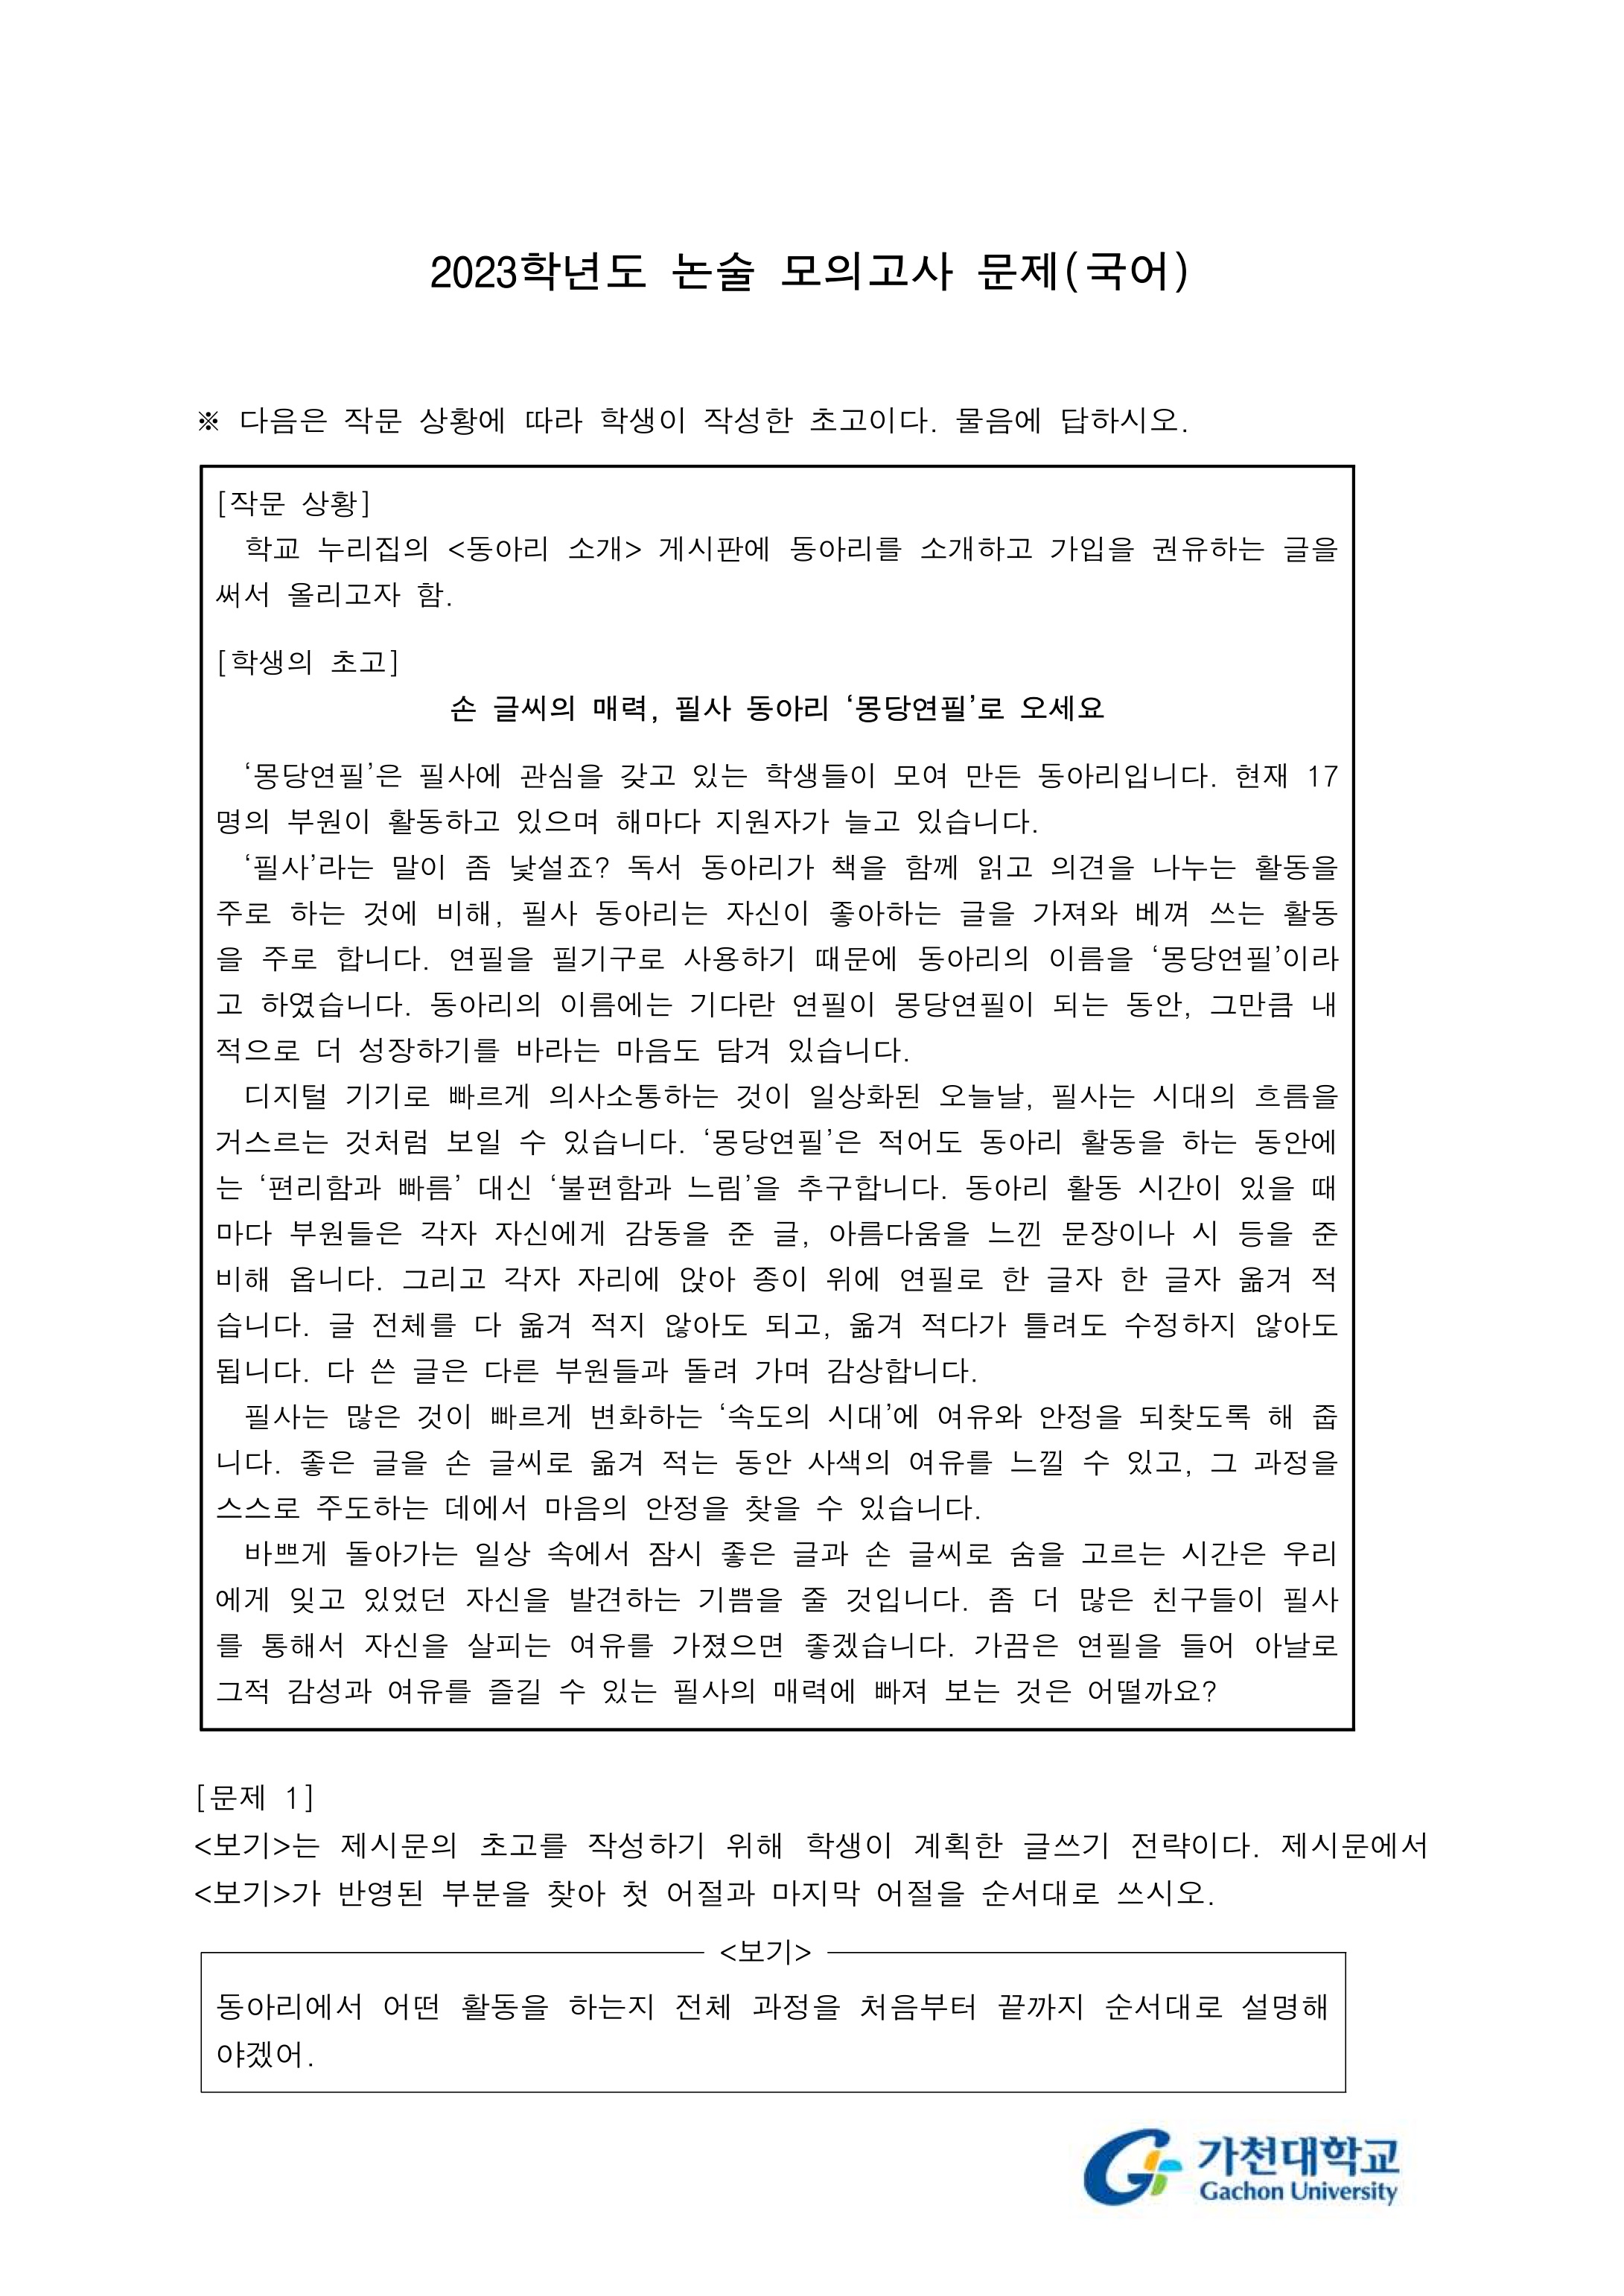 2023학년도 논술 모의고사 문제(국어)
※ 다음은 작문 상황에 따라 학생이 작성한 초고이다. 물음에 답하시오.
[작문 상황]
학교 누리집의 <동아리 소개> 게시판에 동아리를 소개하고 가입을 권유하는 글을
써서 올리고자 함.
[학생의 초고]
손 글씨의 매력, 필사 동아리 ‘몽당연필’로 오세요
‘몽당연필’은 필사에 관심을 갖고 있는 학생들이 모여 만든 동아리입니다. 현재 17
명의 부원이 활동하고 있으며 해마다 지원자가 늘고 있습니다.
‘필사’라는 말이 좀 낯설죠? 독서 동아리가 책을 함께 읽고 의견을 나누는 활동을
주로 하는 것에 비해, 필사 동아리는 자신이 좋아하는 글을 가져와 베껴 쓰는 활동
을 주로 합니다. 연필을 필기구로 사용하기 때문에 동아리의 이름을 ‘몽당연필’이라
고 하였습니다. 동아리의 이름에는 기다란 연필이 몽당연필이 되는 동안, 그만큼 내
적으로 더 성장하기를 바라는 마음도 담겨 있습니다.
디지털 기기로 빠르게 의사소통하는 것이 일상화된 오늘날, 필사는 시대의 흐름을
거스르는 것처럼 보일 수 있습니다. ‘몽당연필’은 적어도 동아리 활동을 하는 동안에
는 ‘편리함과 빠름’ 대신 ‘불편함과 느림’을 추구합니다. 동아리 활동 시간이 있을 때
마다 부원들은 각자 자신에게 감동을 준 글, 아름다움을 느낀 문장이나 시 등을 준
비해 옵니다. 그리고 각자 자리에 앉아 종이 위에 연필로 한 글자 한 글자 옮겨 적
습니다. 글 전체를 다 옮겨 적지 않아도 되고, 옮겨 적다가 틀려도 수정하지 않아도
됩니다. 다 쓴 글은 다른 부원들과 돌려 가며 감상합니다.
필사는 많은 것이 빠르게 변화하는 ‘속도의 시대’에 여유와 안정을 되찾도록 해 줍
니다. 좋은 글을 손 글씨로 옮겨 적는 동안 사색의 여유를 느낄 수 있고, 그 과정을
스스로 주도하는 데에서 마음의 안정을 찾을 수 있습니다.
바쁘게 돌아가는 일상 속에서 잠시 좋은 글과 손 글씨로 숨을 고르는 시간은 우리
에게 잊고 있었던 자신을 발견하는 기쁨을 줄 것입니다. 좀 더 많은 친구들이 필사
를 통해서 자신을 살피는 여유를 가졌으면 좋겠습니다. 가끔은 연필을 들어 아날로
그적 감성과 여유를 즐길 수 있는 필사의 매력에 빠져 보는 것은 어떨까요?
[문제 1]
<보기>는 제시문의 초고를 작성하기 위해 학생이 계획한 글쓰기 전략이다. 제시문에서
<보기>가 반영된 부분을 찾아 첫 어절과 마지막 어절을 순서대로 쓰시오.
<보기>
동아리에서 어떤 활동을 하는지 전체 과정을 처음부터 끝까지 순서대로 설명해
야겠어.
가천대학교
Gachon University